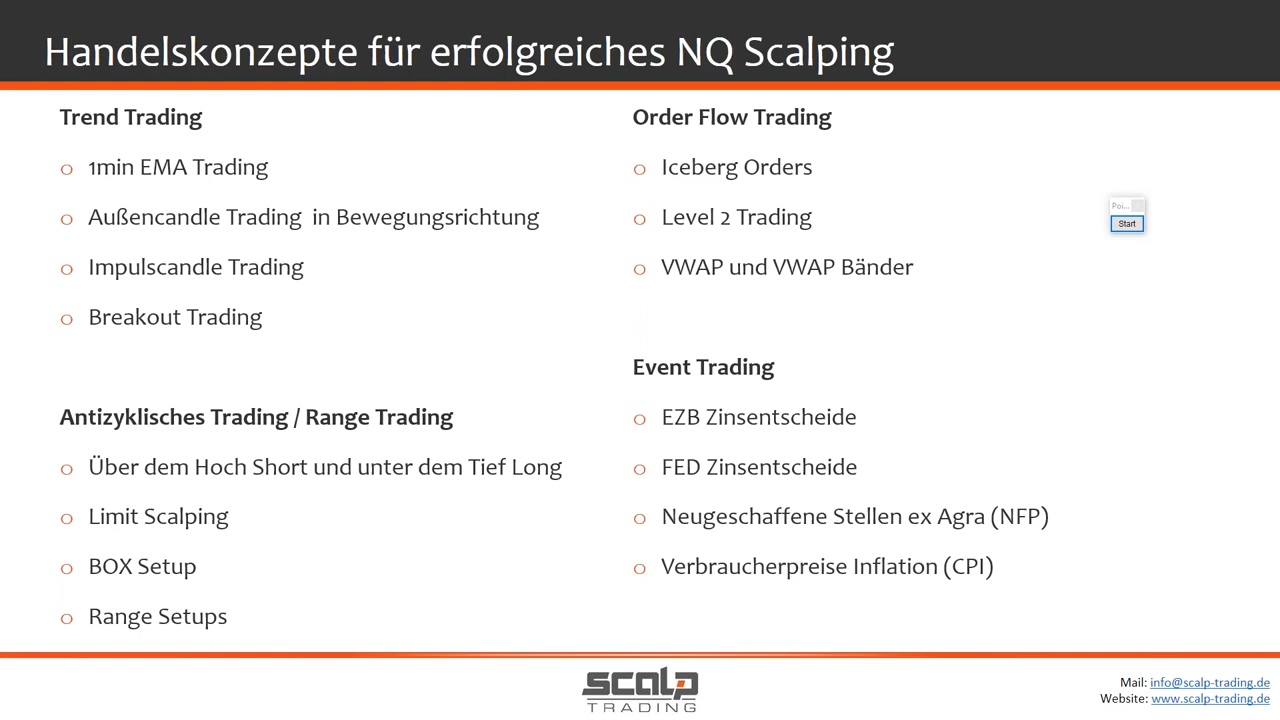 Handelskonzepte für erfolgreiches NQ Scalping
Trend Trading
o 1min EMA Trading
o Außencandle Trading in Bewegungsrichtung
o Impulscandle Trading
o Breakout Trading
Antizyklisches Trading / Range Trading
o Über dem Hoch Short und unter dem Tief Long
o Limit Scalping
o BOX Setup
o Range Setups
Order Flow Trading
o Iceberg Orders
o Level 2 Trading
o VWAP und VWAP Bänder
Event Trading
o EZB Zinsentscheide
o FED Zinsentscheide
o Neugeschaffene Stellen ex Agra (NFP)
o Verbraucherpreise Inflation (CPI)
Poi...
Start
SCALP
TRADING
Mail: info@scalp-trading.de
Website: www.scalp-trading.de